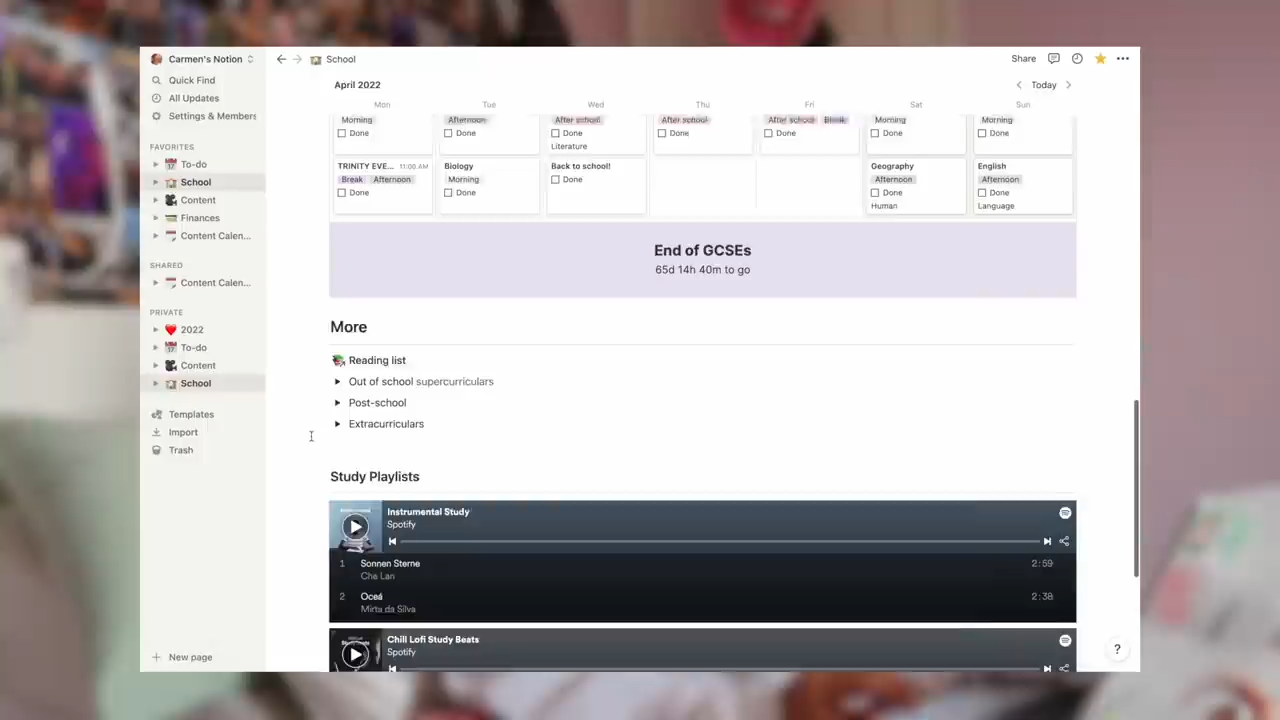 Carmen's Notion
Quick Find
All Updates
Settings & Members
FAVORITES
To-do
School
Content
Finances
Content Calen...
SHARED
Content Calen...
PRIVATE
2022
To-do
Content
School
Templates
Import
Trash
New page
School
Share
April 2022
Today
Mon Tue Wed Thu Fri Sat Sun
Morning Afternoon After school After school After school Break Morning Morning
Done Done Done Done Done Done Done
Literature
TRINITY EVE... 11:00 AM
Break Afternoon
Done
Biology
Morning
Done
Back to school!
Done
Geography
Afternoon
Done
Human
English
Afternoon
Done
Language
End of GCSEs
65d 14h 40m to go
More
Reading list
Out of school supercurriculars
Post-school
Extracurriculars
Study Playlists
Instrumental Study
Spotify
1 Sonnen Sterne 2:59
Che Lan
2 Oceá 2:38
Mirta da Silva
Chill Lofi Study Beats
Spotify
?